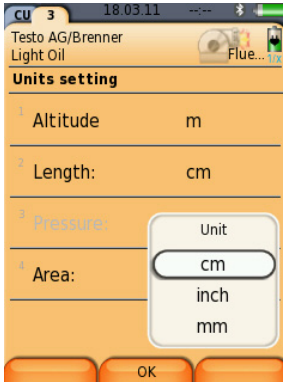 CU 3 18.03.11 --:--
Testo AG/Brenner
Light Oil Flue... 1/x
Units setting
1 Altitude m
2 Length: cm
3 Pressure:
4 Area:
Unit
cm
inch
mm
OK